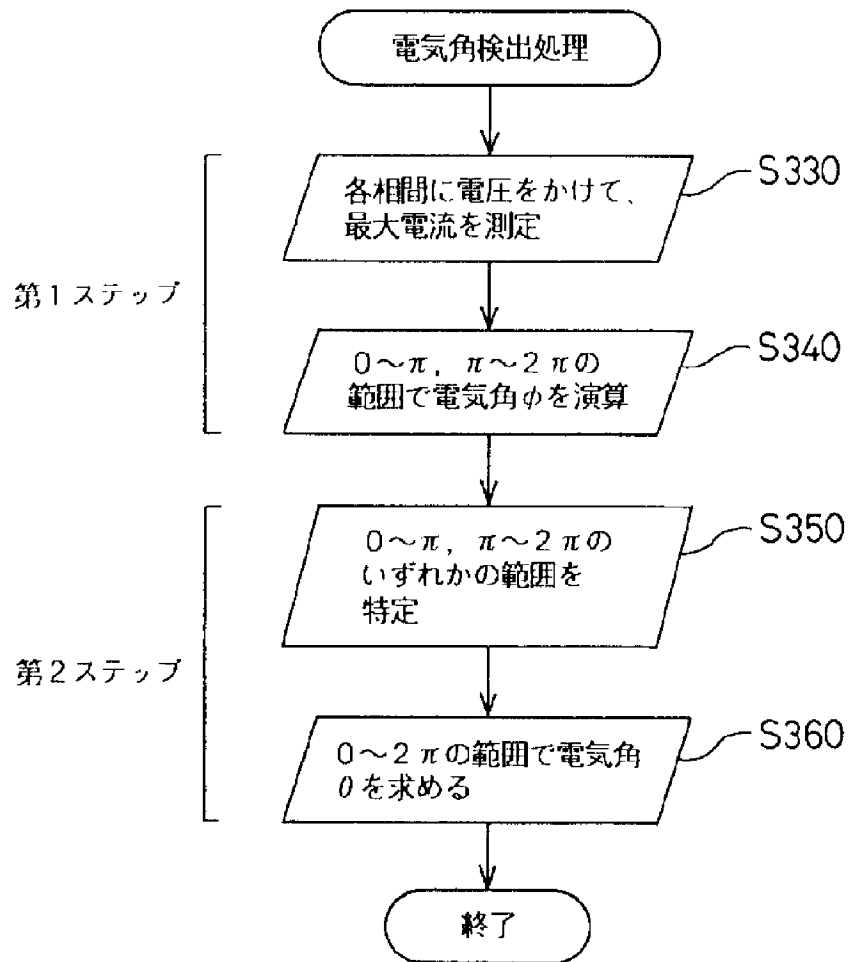 電気角検出処理
第1ステップ
各相間に電圧をかけて、
最大電流を測定
S330
0〜π，π〜2πの
範囲で電気角φを演算
S340
第2ステップ
0〜π，π〜2πの
いずれかの範囲を
特定
S350
0〜2πの範囲で電気角
θを求める
S360
終了